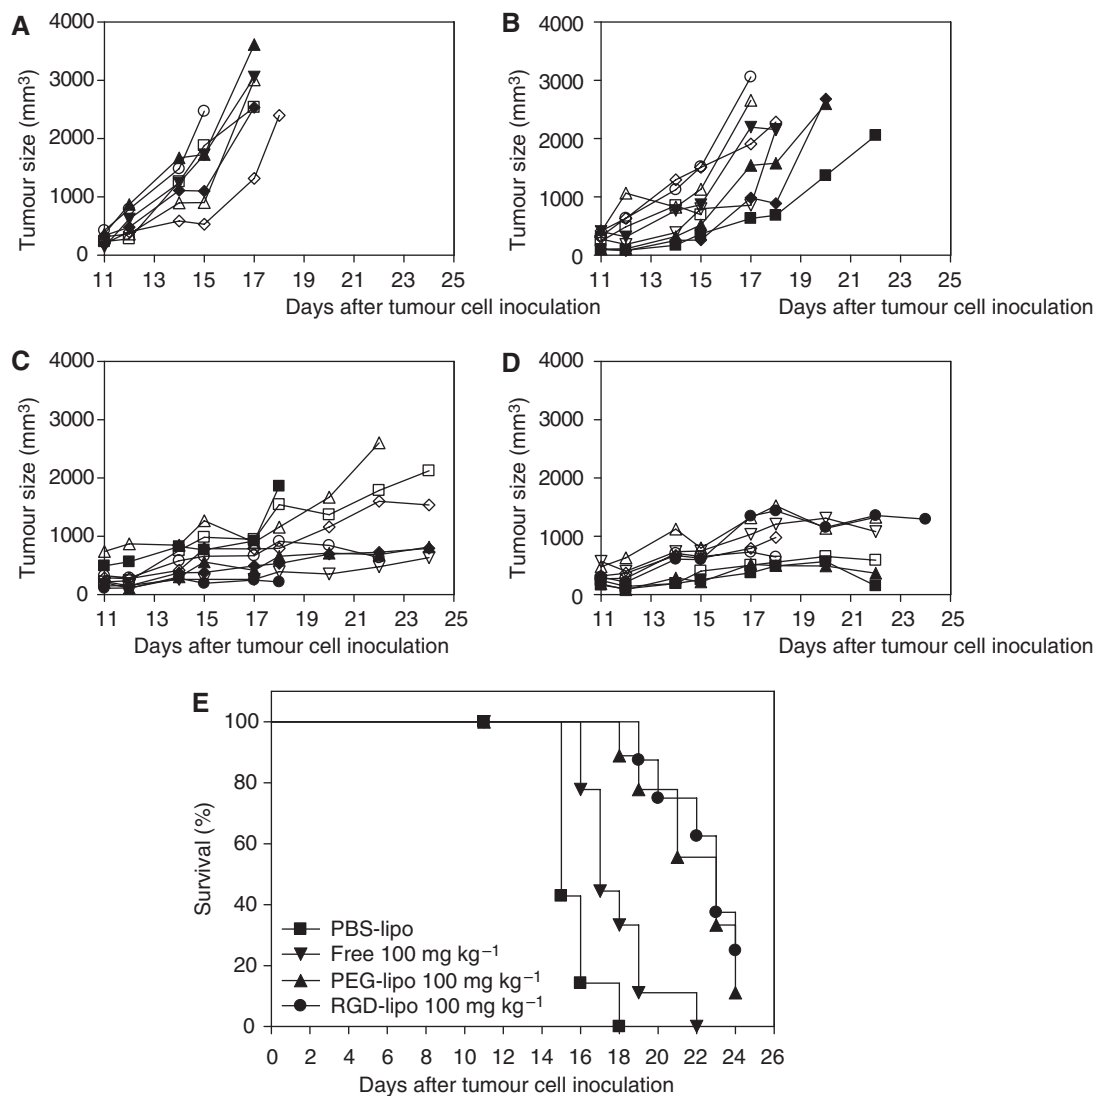 A
Tumour size (mm³)
4000
3000
2000
1000
0
11 13 15 17 19 21 23 25
Days after tumour cell inoculation
B
Tumour size (mm³)
4000
3000
2000
1000
0
11 13 15 17 19 21 23 25
Days after tumour cell inoculation
C
Tumour size (mm³)
4000
3000
2000
1000
0
11 13 15 17 19 21 23 25
Days after tumour cell inoculation
D
Tumour size (mm³)
4000
3000
2000
1000
0
11 13 15 17 19 21 23 25
Days after tumour cell inoculation
E
Survival (%)
100
80
60
40
20
0
PBS-lipo
Free 100 mg kg⁻¹
PEG-lipo 100 mg kg⁻¹
RGD-lipo 100 mg kg⁻¹
0 2 4 6 8 10 12 14 16 18 20 22 24 26
Days after tumour cell inoculation